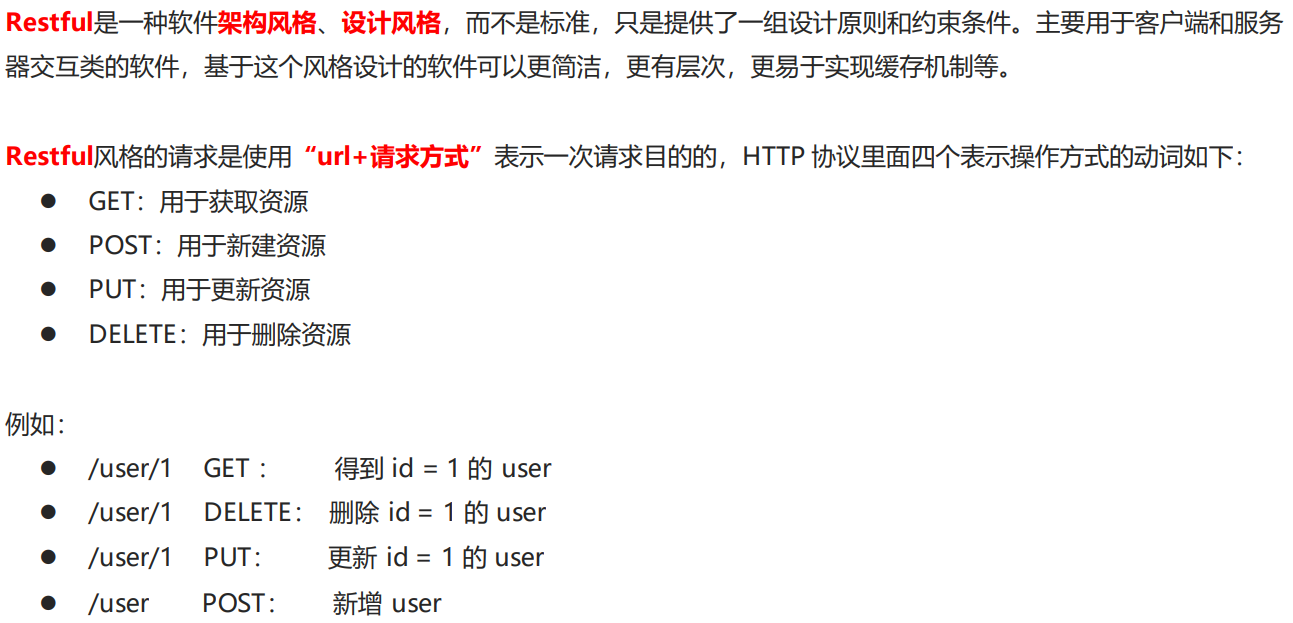 Restful是一种软件架构风格、设计风格，而不是标准，只是提供了一组设计原则和约束条件。主要用于客户端和服务
器交互类的软件，基于这个风格设计的软件可以更简洁，更有层次，更易于实现缓存机制等。
Restful风格的请求是使用“url+请求方式”表示一次请求目的的，HTTP 协议里面四个表示操作方式的动词如下：
● GET：用于获取资源
● POST：用于新建资源
● PUT：用于更新资源
● DELETE：用于删除资源
例如：
● /user/1 GET ： 得到 id = 1 的 user
● /user/1 DELETE： 删除 id = 1 的 user
● /user/1 PUT： 更新 id = 1 的 user
● /user POST： 新增 user